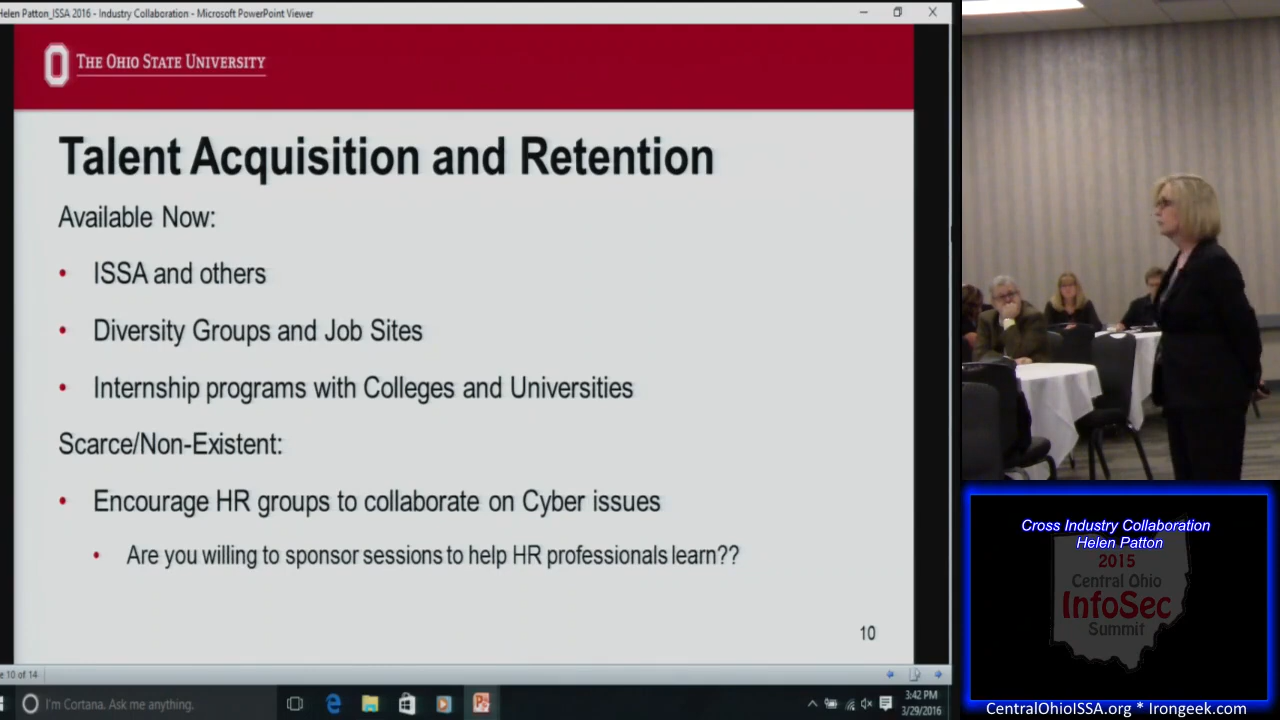 Helen Patton_ISSA 2016 - Industry Collaboration - Microsoft PowerPoint Viewer
THE OHIO STATE UNIVERSITY
Talent Acquisition and Retention
Available Now:
• ISSA and others
• Diversity Groups and Job Sites
• Internship programs with Colleges and Universities
Scarce/Non-Existent:
• Encourage HR groups to collaborate on Cyber issues
• Are you willing to sponsor sessions to help HR professionals learn??
10
10 of 14
I'm Cortana. Ask me anything.
3:42 PM
3/29/2016
Cross Industry Collaboration
Helen Patton
2015
Central Ohio
InfoSec
Summit
CentralOhioISSA.org * Irongeek.com